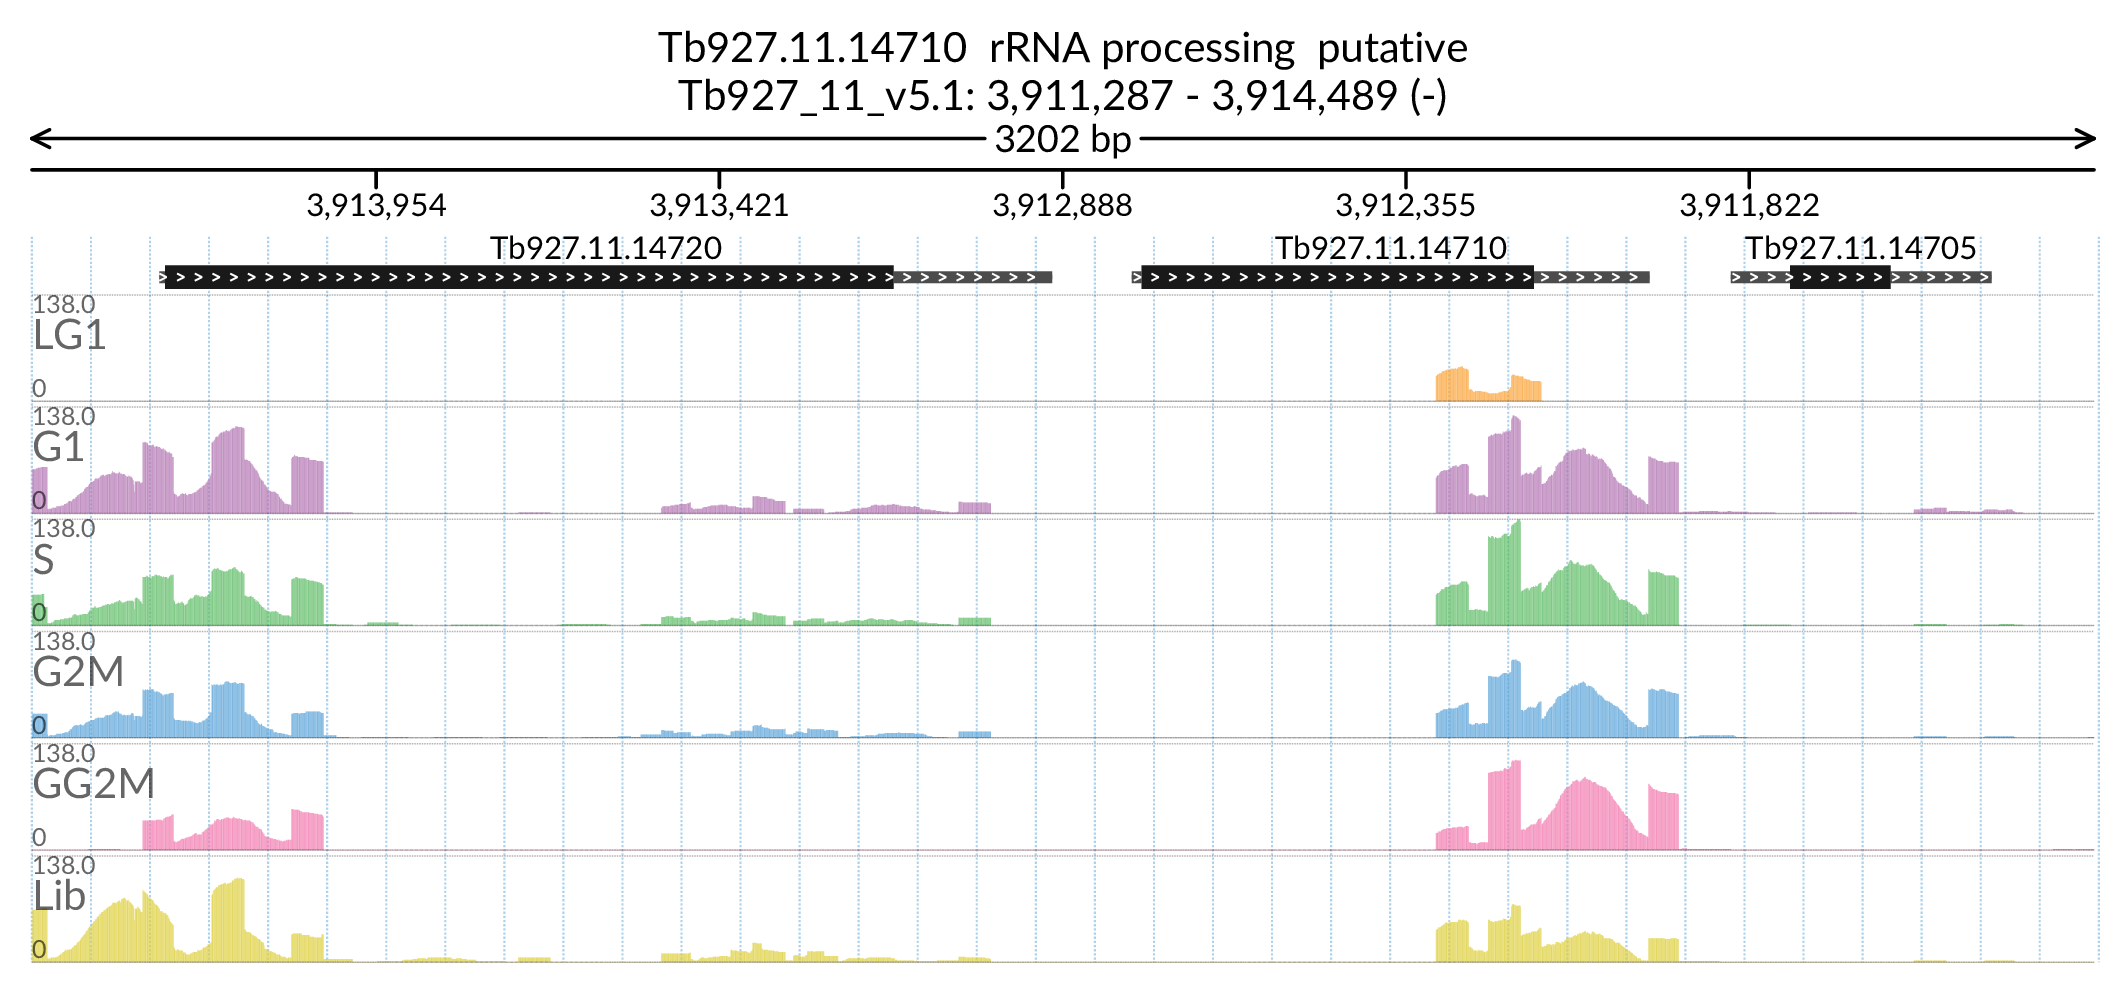 Tb927.11.14710  rRNA processing  putative
Tb927_11_v5.1: 3,911,287 - 3,914,489 (-)
3202 bp
3,913,954 3,913,421 3,912,888 3,912,355 3,911,822
Tb927.11.14720 Tb927.11.14710 Tb927.11.14705
138.0
LG1
0
138.0
G1
0
138.0
S
0
138.0
G2M
0
138.0
GG2M
0
138.0
Lib
0